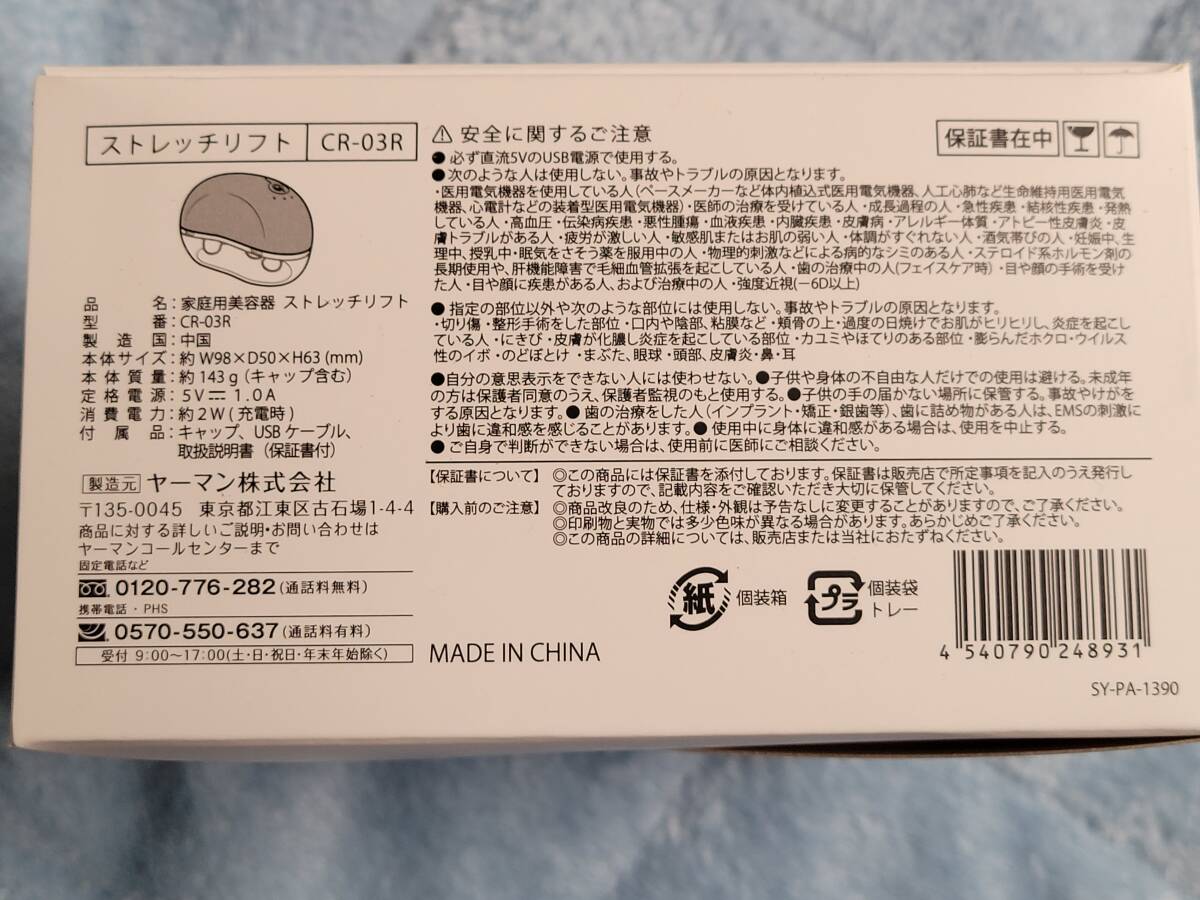 ストレッチリフト CR-03R
品名:家庭用美容器 ストレッチリフト
型番:CR-03R
製造国:中国
本体サイズ:約 W98×D50×H63 (mm)
本体質量:約 143 g (キャップ含む)
定格電源:5V⎓ 1.0A
消費電力:約 2W ( 充電時 )
付属品:キャップ、USB ケーブル、
取扱説明書(保証書付)
製造元 ヤーマン株式会社
〒135-0045 東京都江東区古石場1-4-4
商品に対する詳しいご説明・お問い合わせは
ヤーマンコールセンターまで
固定電話など
0120-776-282 (通話料無料)
携帯電話・PHS
0570-550-637 (通話料有料)
受付 9:00〜17:00(土・日・祝日・年末年始除く)
⚠ 安全に関するご注意
保証書在中
●必ず直流5VのUSB電源で使用する。
●次のような人は使用しない。事故やトラブルの原因となります。
・医用電気機器を使用している人(ペースメーカーなど体内植込式医用電気機器、人工心肺など生命維持用医用電気
機器、心電計などの装着型医用電気機器)・医師の治療を受けている人・成長過程の人・急性疾患・結核性疾患・発熱
している人・高血圧・伝染病疾患・悪性腫瘍・血液疾患・内臓疾患・皮膚病・アレルギー体質・アトピー性皮膚炎・皮
膚トラブルがある人・疲労が激しい人・敏感肌またはお肌の弱い人・体調がすぐれない人・酒気帯びの人・妊娠中、生
理中、授乳中・眠気をさそう薬を服用中の人・物理的刺激などによる病的なシミのある人・ステロイド系ホルモン剤の
長期使用や、肝機能障害で毛細血管拡張を起こしている人・歯の治療中の人(フェイスケア時)・目や顔の手術を受け
た人・目や顔に疾患がある人、および治療中の人・強度近視(−6D以上)
●指定の部位以外や次のような部位には使用しない。事故やトラブルの原因となります。
・切り傷・整形手術をした部位・口内や陰部、粘膜など・頬骨の上・過度の日焼けでお肌がヒリヒリし、炎症を起こし
ている人・にきび・皮膚が化膿し炎症を起こしている部位・カユミやほてりのある部位・膨らんだホクロ・ウイルス
性のイボ・のどぼとけ・まぶた、眼球・頭部、皮膚炎・鼻・耳
●自分の意思表示をできない人には使わせない。●子供や身体の不自由な人だけでの使用は避ける。未成年
の方は保護者同意のうえ、保護者監視のもと使用する。●子供の手の届かない場所に保管する。事故やけがを
する原因となります。●歯の治療をした人(インプラント・矯正・銀歯等)、歯に詰め物がある人は、EMSの刺激に
より歯に違和感を感じることがあります。●使用中に身体に違和感がある場合は、使用を中止する。
●ご自身で判断ができない場合は、使用前に医師にご相談ください。
【保証書について】 ◎この商品には保証書を添付しております。保証書は販売店で所定事項を記入のうえ発行し
ておりますので、記載内容をご確認いただき大切に保管してください。
【購入前のご注意】 ◎商品改良のため、仕様・外観は予告なしに変更することがありますので、ご了承ください。
◎印刷物と実物では多少色味が異なる場合があります。あらかじめご了承ください。
◎この商品の詳細については、販売店または当社におたずねください。
紙 個装箱
プラ 個装袋
トレー
MADE IN CHINA
4 540790 248931
SY-PA-1390